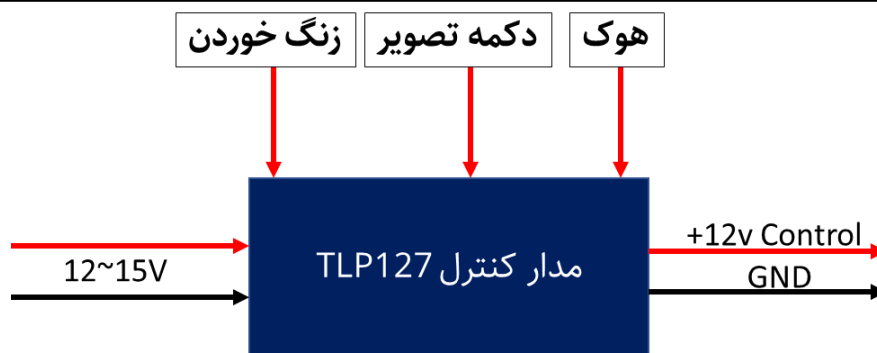 زنگ خوردن
دکمه تصویر
هوک
12~15V
مدار کنترل TLP127
+12v Control
GND